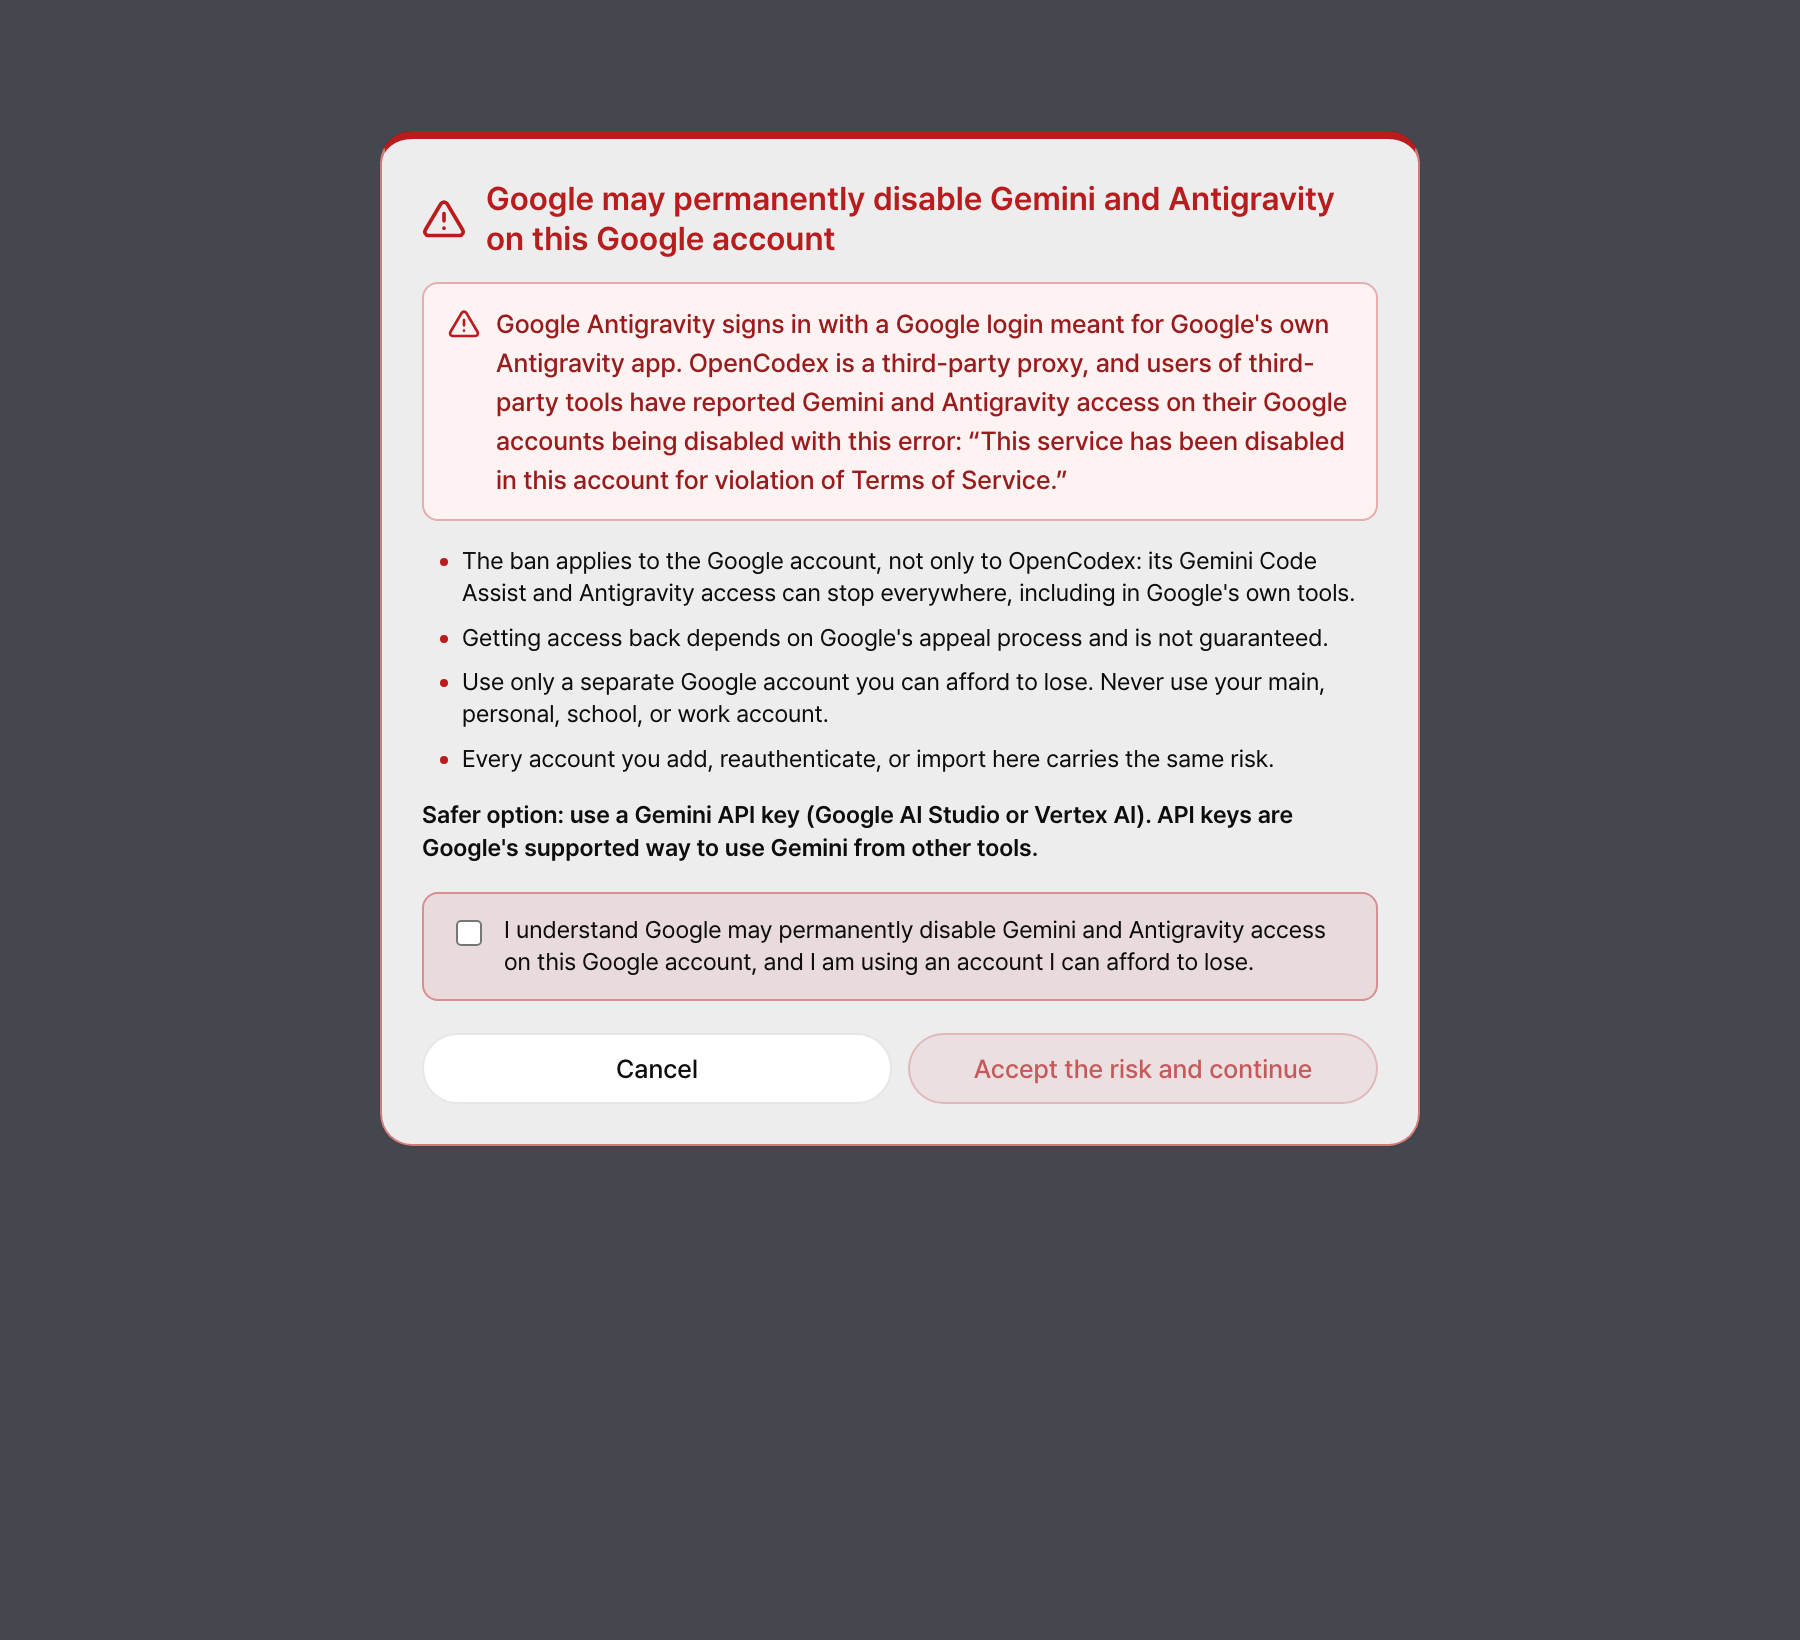 Google may permanently disable Gemini and Antigravity
on this Google account
Google Antigravity signs in with a Google login meant for Google's own
Antigravity app. OpenCodex is a third-party proxy, and users of third-
party tools have reported Gemini and Antigravity access on their Google
accounts being disabled with this error: “This service has been disabled
in this account for violation of Terms of Service.”
• The ban applies to the Google account, not only to OpenCodex: its Gemini Code
Assist and Antigravity access can stop everywhere, including in Google's own tools.
• Getting access back depends on Google's appeal process and is not guaranteed.
• Use only a separate Google account you can afford to lose. Never use your main,
personal, school, or work account.
• Every account you add, reauthenticate, or import here carries the same risk.
Safer option: use a Gemini API key (Google AI Studio or Vertex AI). API keys are
Google's supported way to use Gemini from other tools.
I understand Google may permanently disable Gemini and Antigravity access
on this Google account, and I am using an account I can afford to lose.
Cancel
Accept the risk and continue